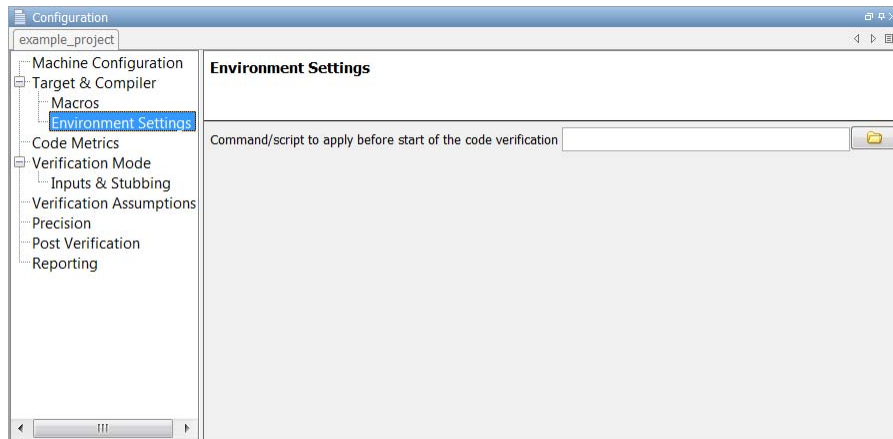 Configuration
example_project
Machine Configuration
Target & Compiler
Macros
Environment Settings
Code Metrics
Verification Mode
Inputs & Stubbing
Verification Assumptions
Precision
Post Verification
Reporting
Environment Settings
Command/script to apply before start of the code verification